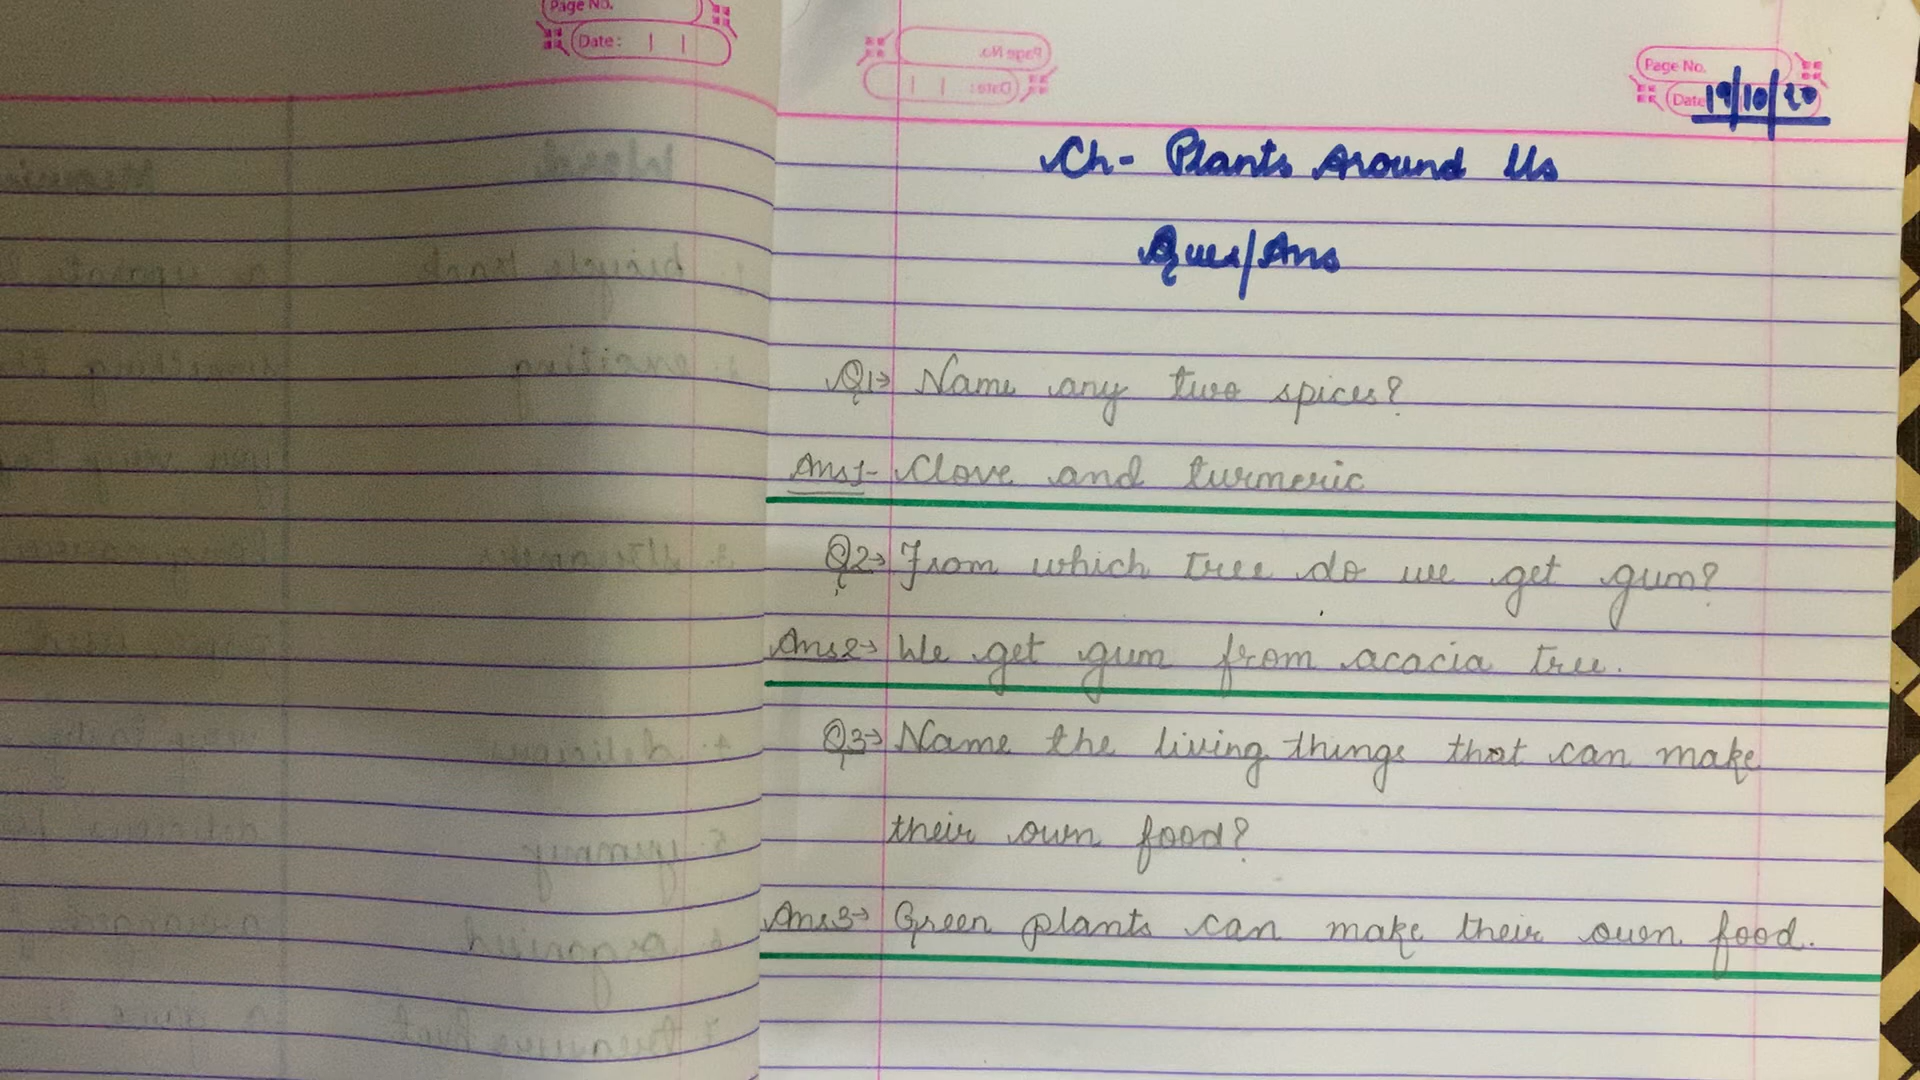 Page No.
Date:
Page No.
Date 19/10/20
Ch- Plants Around Us
Ques/Ans
Q1→ Name any two spices?
Ans1- Clove and turmeric
Q2→ From which tree do we get gum?
Ans2→ We get gum from acacia tree.
Q3→ Name the living things that can make
their own food?
Ans3→ Green plants can make their own food.